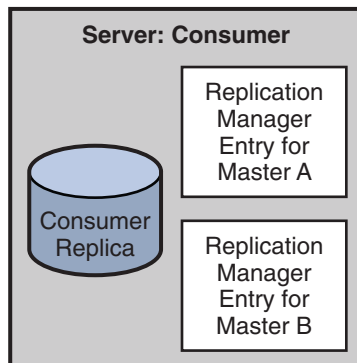 Server: Consumer
Replication
Manager
Entry for
Master A
Consumer
Replica
Replication
Manager
Entry for
Master B